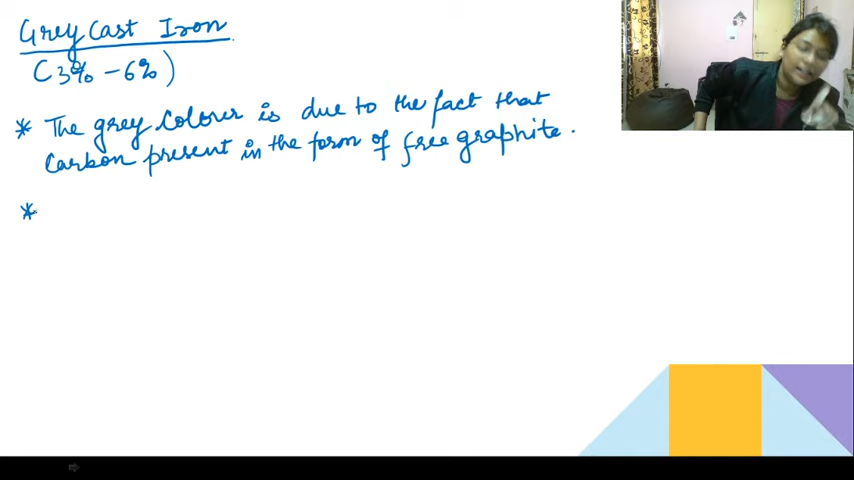 Grey Cast Iron
(3% - 6%)
* The grey colour is due to the fact that
carbon present in the form of free graphite.
*